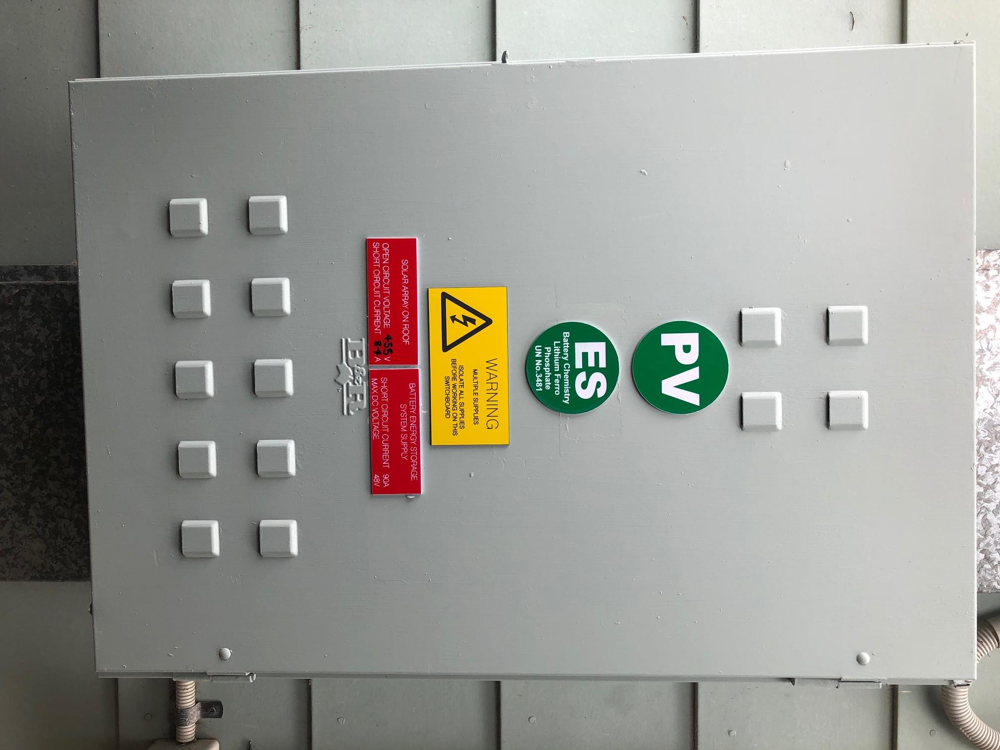 PV
ES
Battery Chemistry
Lithium Ferro
Phosphate
UN No.3481
WARNING
MULTIPLE SUPPLIES
ISOLATE ALL SUPPLIES
BEFORE WORKING ON THIS
SWITCHBOARD
SOLAR ARRAY ON ROOF
OPEN CIRCUIT VOLTAGE 455 V
SHORT CIRCUIT CURRENT 8.4 A
BATTERY ENERGY STORAGE
SYSTEM SUPPLY
SHORT CIRCUIT CURRENT 90A
MAX DC VOLTAGE 48V
B&R